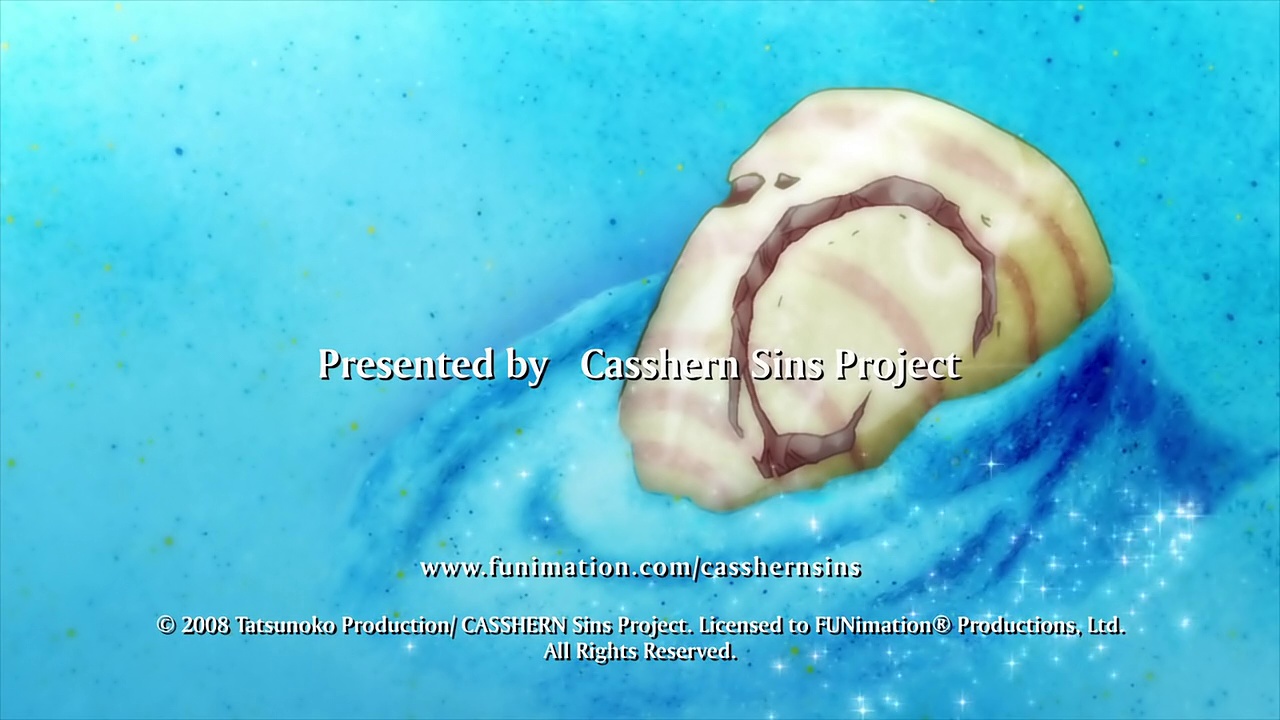 Presented by Casshern Sins Project
www.funimation.com/casshernsins
© 2008 Tatsunoko Production/ CASSHERN Sins Project. Licensed to FUNimation® Productions, Ltd.
All Rights Reserved.